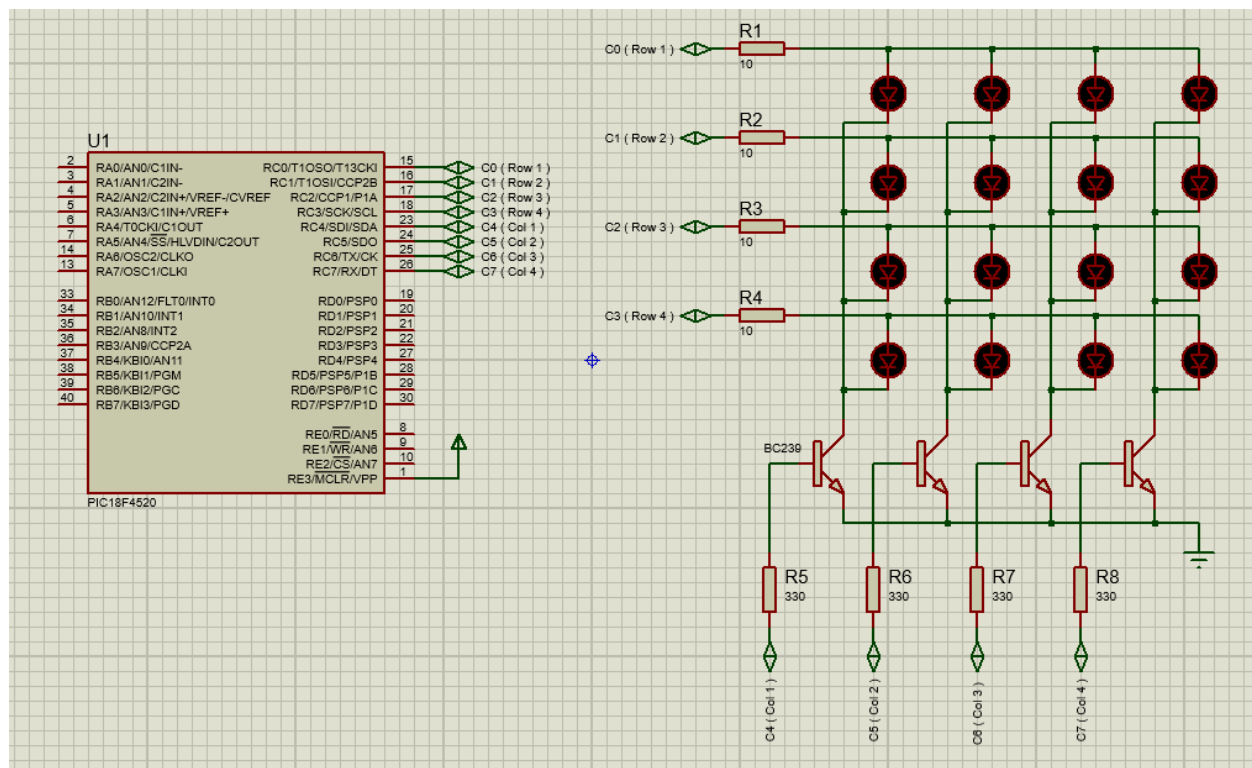 U1
2 RA0/AN0/C1IN- RC0/T1OSO/T13CKI 15 C0 ( Row 1 )
3 RA1/AN1/C2IN- RC1/T1OSI/CCP2B 16 C1 ( Row 2 )
4 RA2/AN2/C2IN+/VREF-/CVREF RC2/CCP1/P1A 17 C2 ( Row 3 )
5 RA3/AN3/C1IN+/VREF+ RC3/SCK/SCL 18 C3 ( Row 4 )
6 RA4/T0CKI/C1OUT RC4/SDI/SDA 23 C4 ( Col 1 )
7 RA5/AN4/SS/HLVDIN/C2OUT RC5/SDO 24 C5 ( Col 2 )
14 RA6/OSC2/CLKO RC6/TX/CK 25 C6 ( Col 3 )
13 RA7/OSC1/CLKI RC7/RX/DT 26 C7 ( Col 4 )
33 RB0/AN12/FLT0/INT0 RD0/PSP0 19
34 RB1/AN10/INT1 RD1/PSP1 20
35 RB2/AN8/INT2 RD2/PSP2 21
36 RB3/AN9/CCP2A RD3/PSP3 22
37 RB4/KBI0/AN11 RD4/PSP4 27
38 RB5/KBI1/PGM RD5/PSP5/P1B 28
39 RB6/KBI2/PGC RD6/PSP6/P1C 29
40 RB7/KBI3/PGD RD7/PSP7/P1D 30
RE0/RD/AN5 8
RE1/WR/AN6 9
RE2/CS/AN7 10
RE3/MCLR/VPP 1
PIC18F4520
R1
C0 ( Row 1 )
10
R2
C1 ( Row 2 )
10
R3
C2 ( Row 3 )
10
R4
C3 ( Row 4 )
10
BC239
R5 R6 R7 R8
330 330 330 330
C4 ( Col 1 )
C5 ( Col 2 )
C6 ( Col 3 )
C7 ( Col 4 )